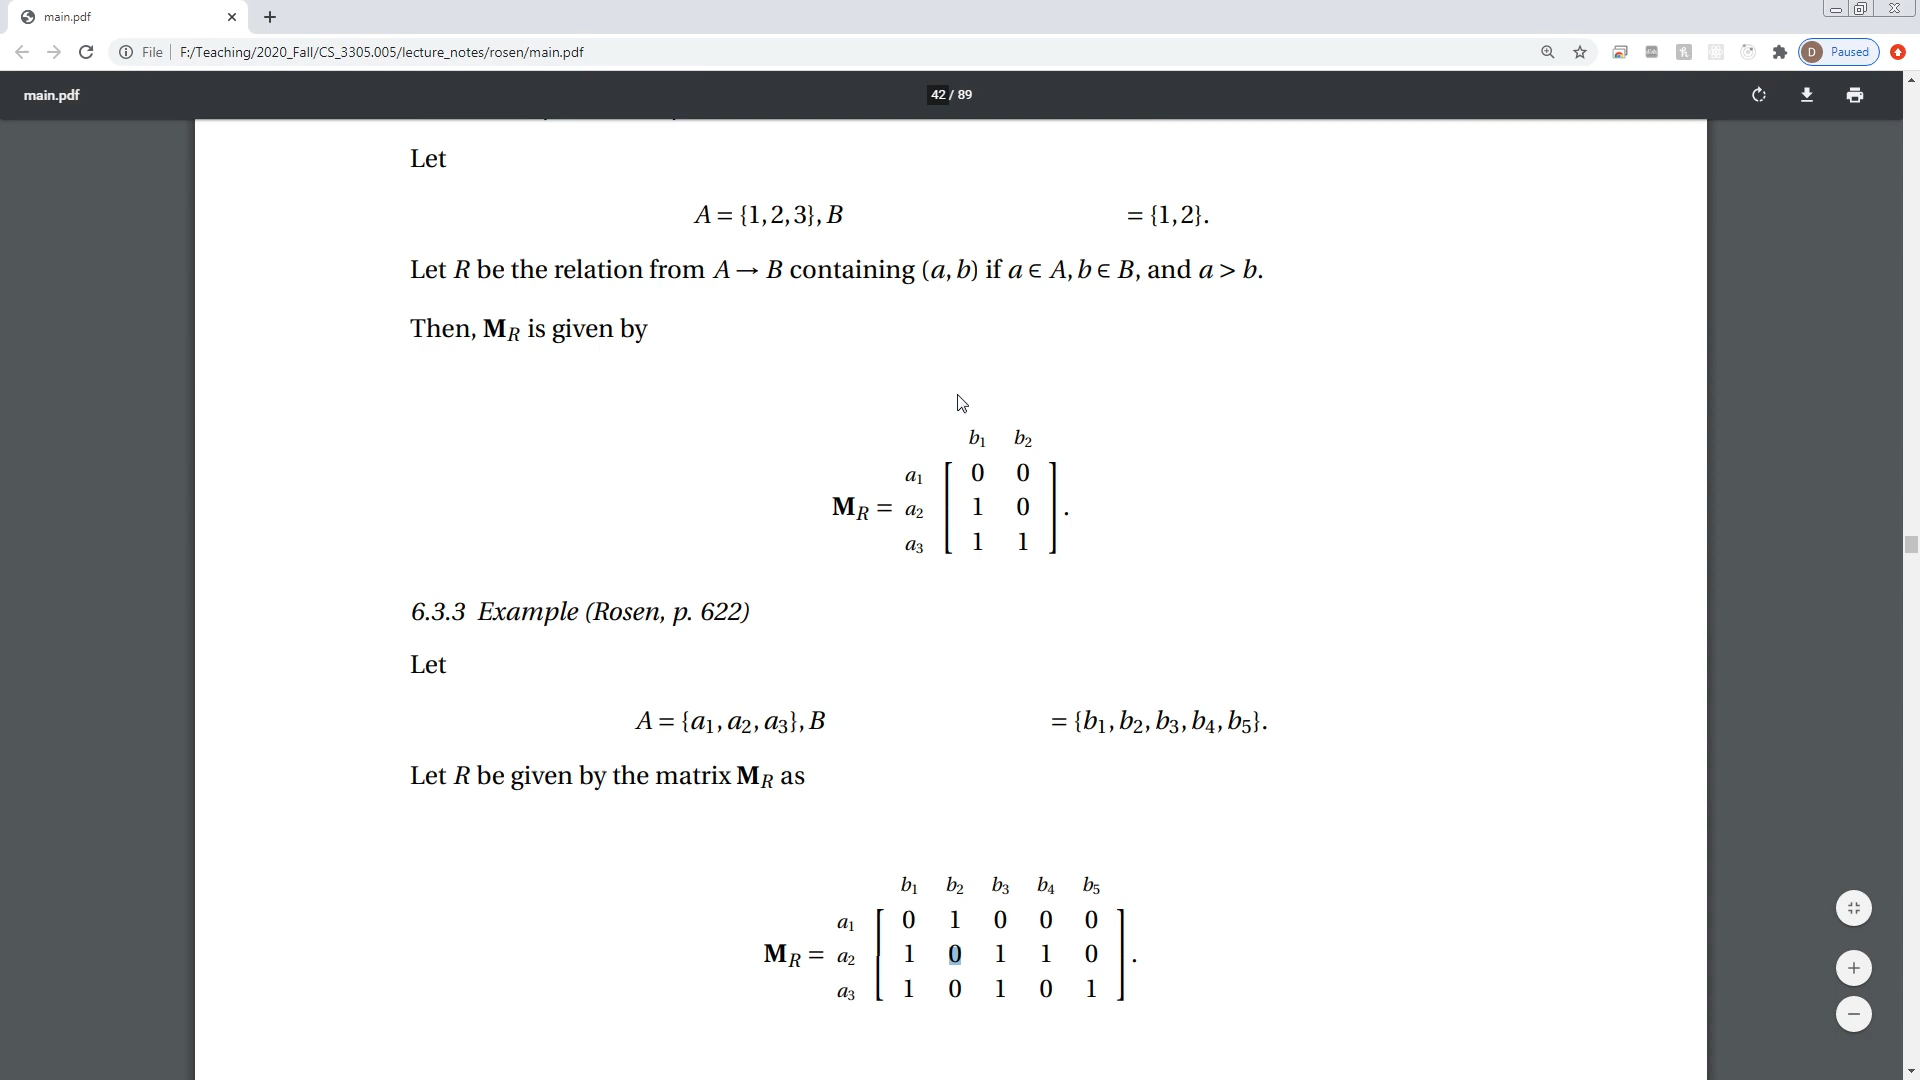 main.pdf
File F:/Teaching/2020_Fall/CS_3305.005/lecture_notes/rosen/main.pdf D Paused
main.pdf 42 / 89
Let
A = {1,2,3}, B = {1,2}.
Let R be the relation from A → B containing (a, b) if a ∈ A, b ∈ B, and a > b.
Then, M_R is given by
b₁ b₂
a₁ 0 0
M_R = a₂ 1 0 .
a₃ 1 1
6.3.3 Example (Rosen, p. 622)
Let
A = {a₁, a₂, a₃}, B = {b₁, b₂, b₃, b₄, b₅}.
Let R be given by the matrix M_R as
b₁ b₂ b₃ b₄ b₅
a₁ 0 1 0 0 0
M_R = a₂ 1 0 1 1 0 .
a₃ 1 0 1 0 1